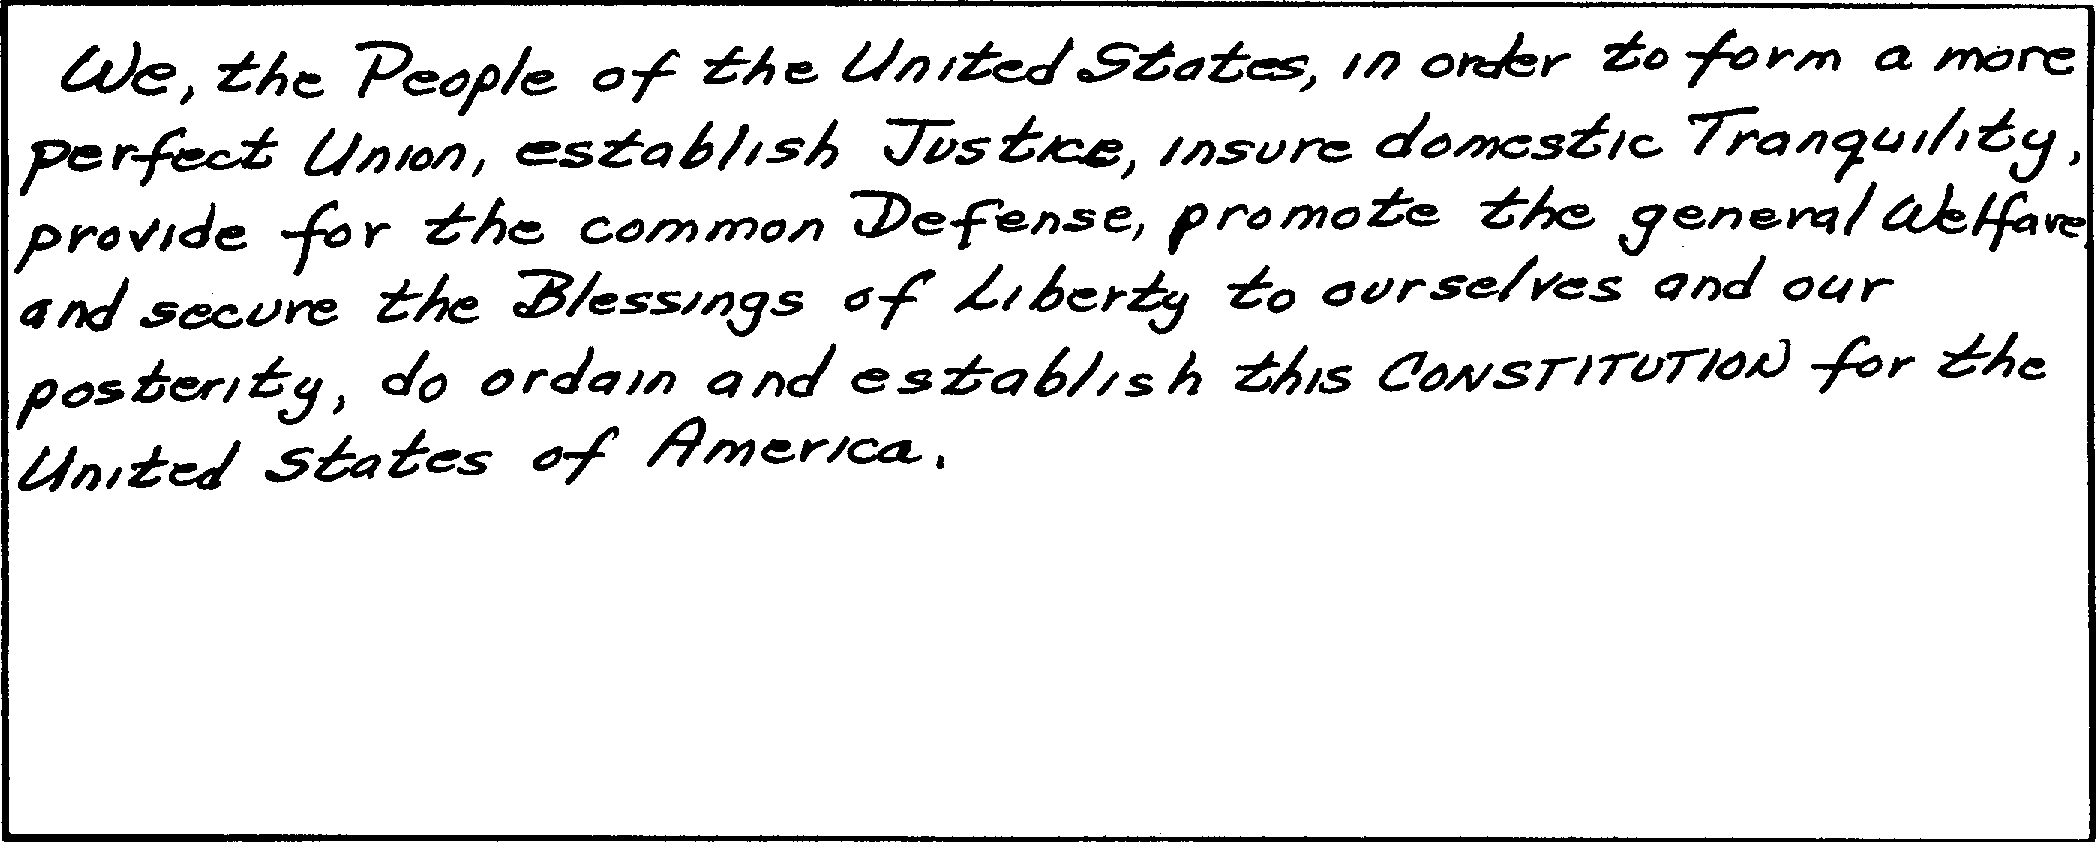 We, the People of the United States, in order to form a more
perfect Union, establish Justice, insure domestic Tranquility,
provide for the common Defense, promote the general Welfare,
and secure the Blessings of Liberty to ourselves and our
posterity, do ordain and establish this CONSTITUTION for the
United States of America.